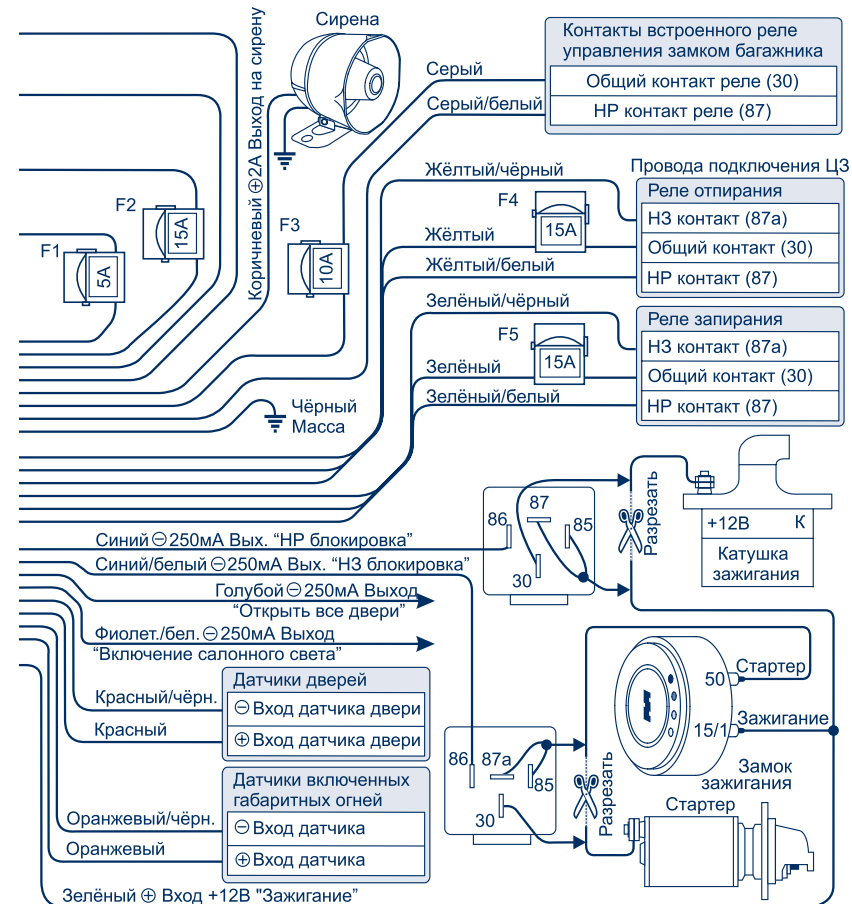 Сирена
Коричневый ⊕2А Выход на сирену
Контакты встроенного реле
управления замком багажника
Общий контакт реле (30)
НР контакт реле (87)
Серый
Серый/белый
F1
5А
F2
15А
F3
10А
Провода подключения ЦЗ
Жёлтый/чёрный
F4
15А
Жёлтый
Жёлтый/белый
Реле отпирания
НЗ контакт (87а)
Общий контакт (30)
НР контакт (87)
Зелёный/чёрный
F5
15А
Зелёный
Зелёный/белый
Реле запирания
НЗ контакт (87а)
Общий контакт (30)
НР контакт (87)
Чёрный
Масса
86
87
85
30
Разрезать
+12В
К
Катушка
зажигания
Синий ⊖250мА Вых. “НР блокировка”
Синий/белый ⊖250мА Вых. “НЗ блокировка”
Голубой ⊖250мА Выход
“Открыть все двери”
Фиолет./бел. ⊖250мА Выход
“Включение салонного света”
Красный/чёрн.
Красный
Датчики дверей
⊖ Вход датчика двери
⊕ Вход датчика двери
Оранжевый/чёрн.
Оранжевый
Датчики включенных
габаритных огней
⊖ Вход датчика
⊕ Вход датчика
Зелёный ⊕ Вход +12В "Зажигание”
86
87а
85
30
Разрезать
50
Стартер
15/1
Зажигание
Замок
зажигания
Стартер